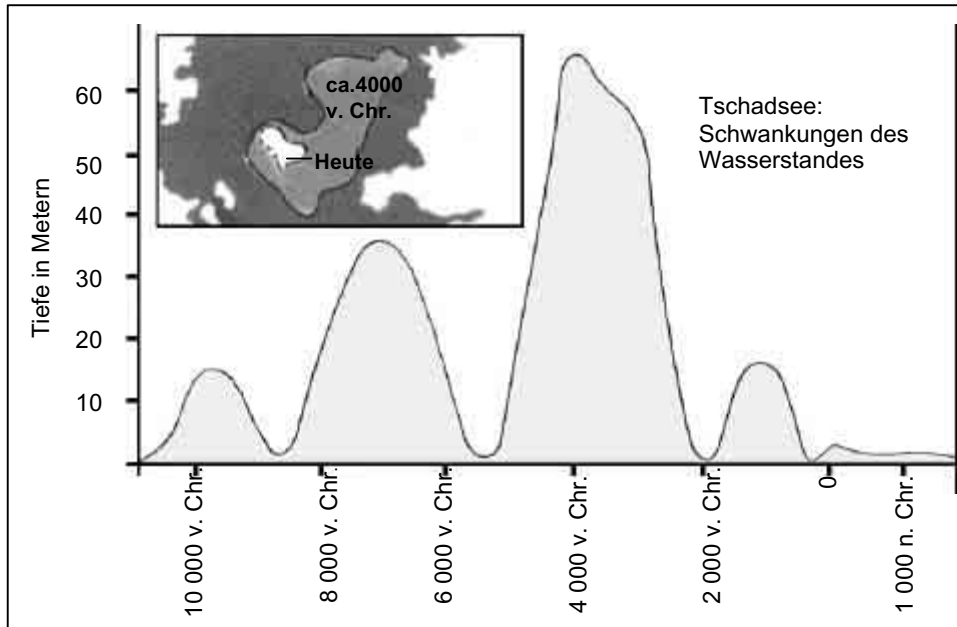 ca.4000
v. Chr.
Heute
Tschadsee:
Schwankungen des
Wasserstandes
Tiefe in Metern
60
50
40
30
20
10
10 000 v. Chr.
8 000 v. Chr.
6 000 v. Chr.
4 000 v. Chr.
2 000 v. Chr.
0
1 000 n. Chr.